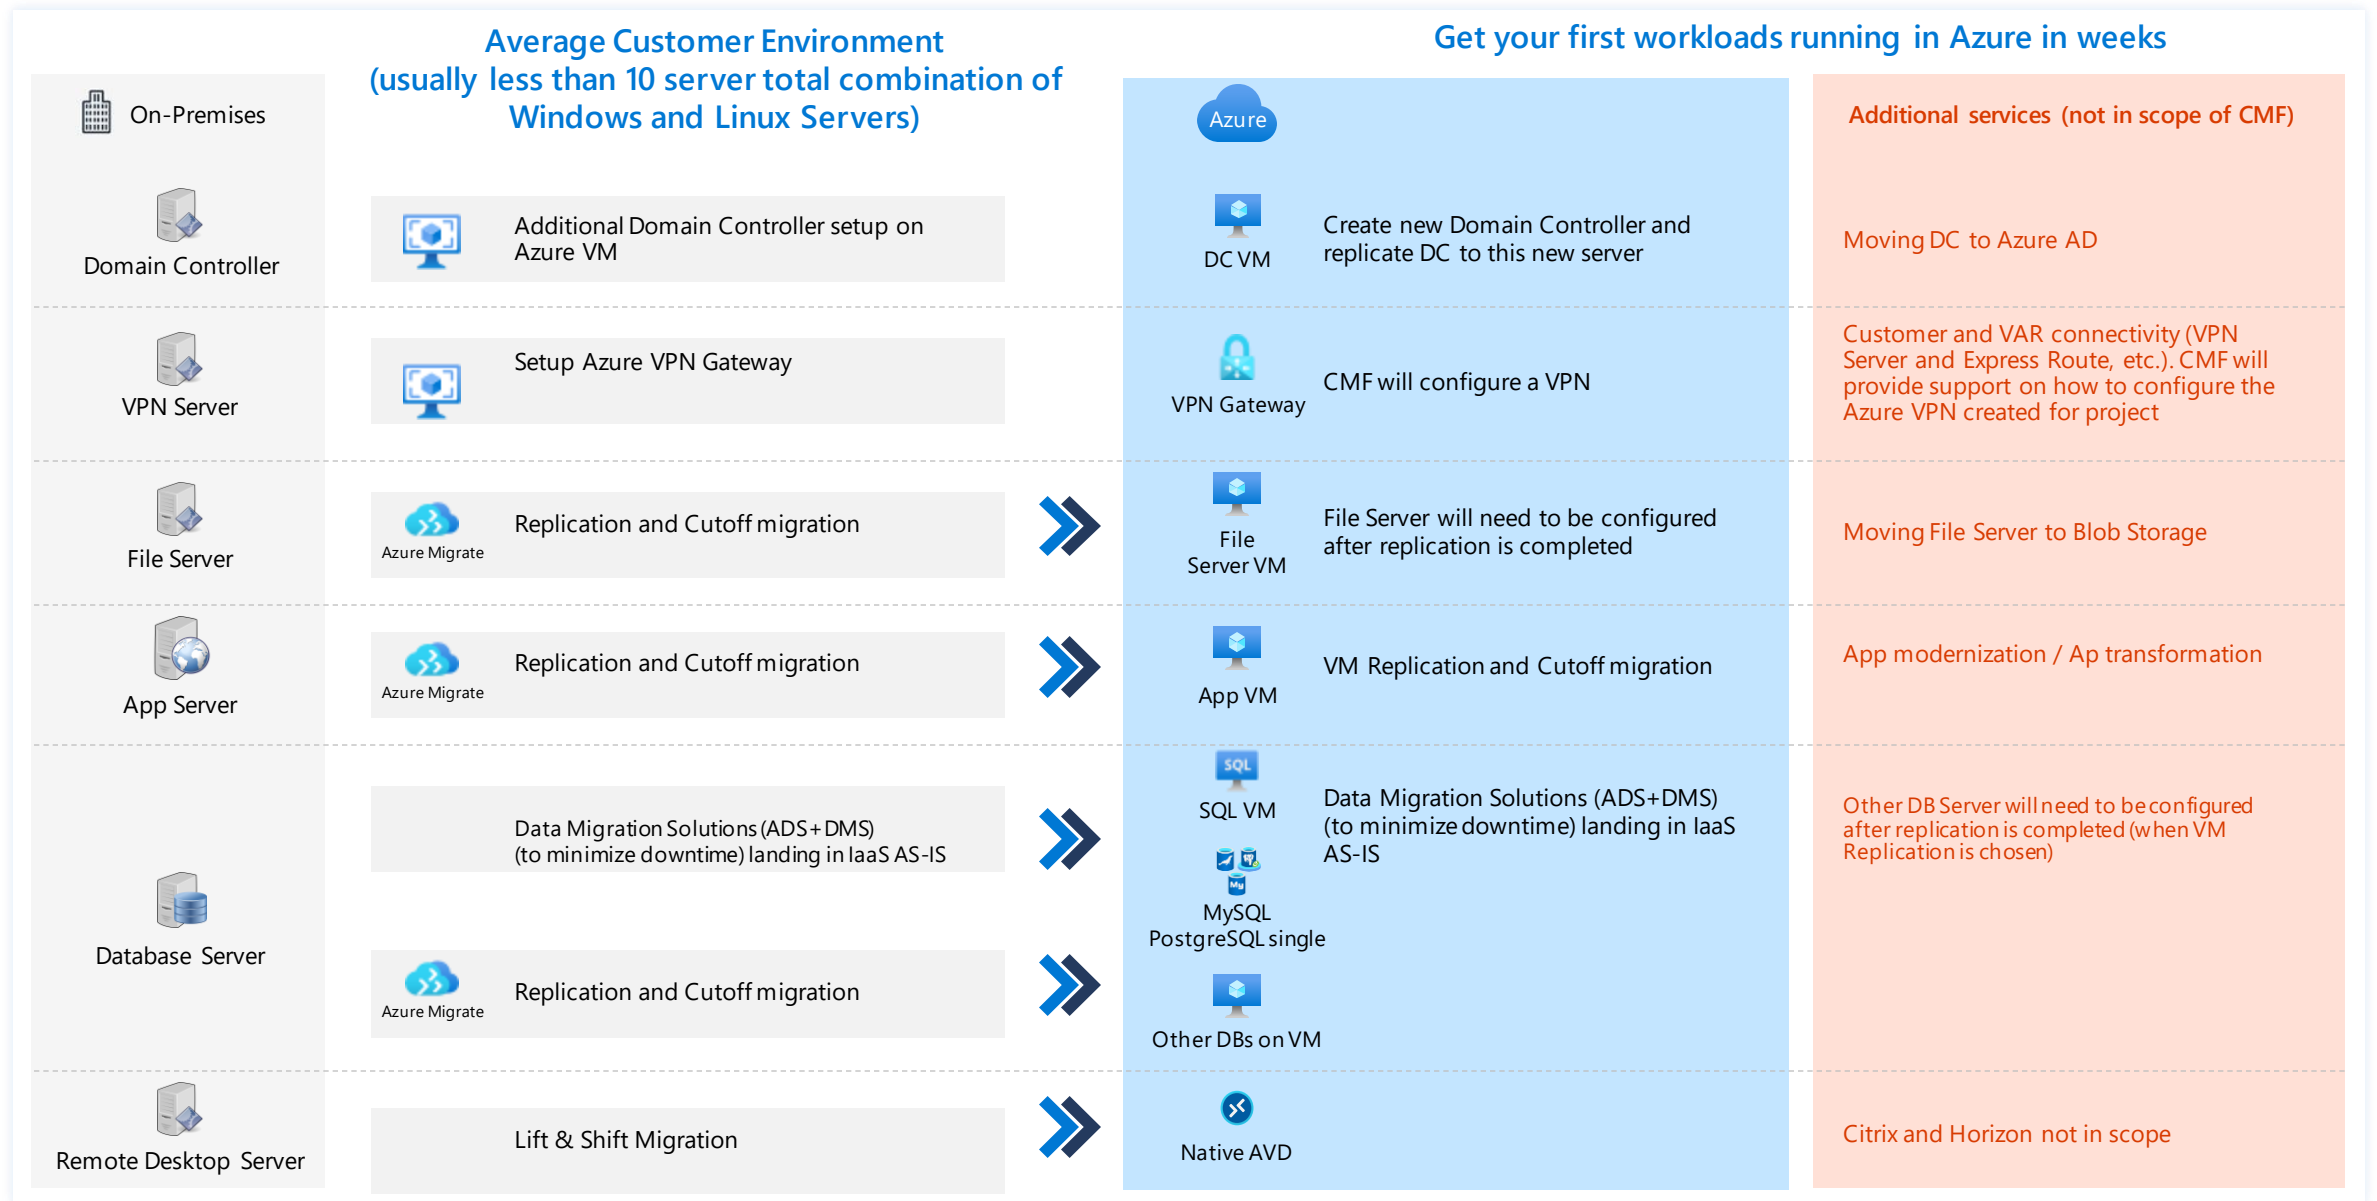 Average Customer Environment
(usually less than 10 server total combination of
Windows and Linux Servers)
Get your first workloads running in Azure in weeks
On-Premises
Azure
Additional services (not in scope of CMF)
Domain Controller
Additional Domain Controller setup on
Azure VM
DC VM
Create new Domain Controller and
replicate DC to this new server
Moving DC to Azure AD
VPN Server
Setup Azure VPN Gateway
VPN Gateway
CMF will configure a VPN
Customer and VAR connectivity (VPN
Server and Express Route, etc.). CMF will
provide support on how to configure the
Azure VPN created for project
File Server
Azure Migrate
Replication and Cutoff migration
File
Server VM
File Server will need to be configured
after replication is completed
Moving File Server to Blob Storage
App Server
Azure Migrate
Replication and Cutoff migration
App VM
VM Replication and Cutoff migration
App modernization / Ap transformation
Database Server
Data Migration Solutions (ADS+DMS)
(to minimize downtime) landing in IaaS AS-IS
SQL
SQL VM
My
MySQL
PostgreSQL single
Data Migration Solutions (ADS+DMS)
(to minimize downtime) landing in IaaS
AS-IS
Other DB Server will need to be configured
after replication is completed (when VM
Replication is chosen)
Azure Migrate
Replication and Cutoff migration
Other DBs on VM
Remote Desktop Server
Lift & Shift Migration
Native AVD
Citrix and Horizon not in scope